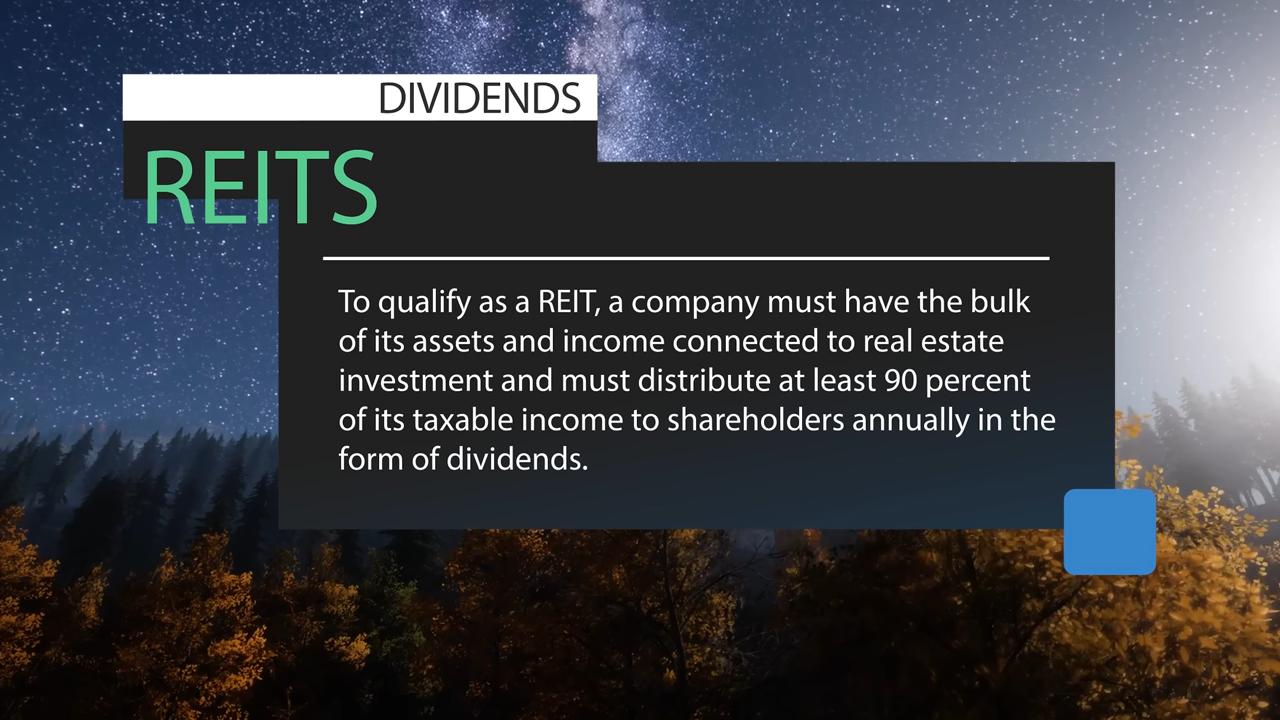 DIVIDENDS
REITS
To qualify as a REIT, a company must have the bulk
of its assets and income connected to real estate
investment and must distribute at least 90 percent
of its taxable income to shareholders annually in the
form of dividends.